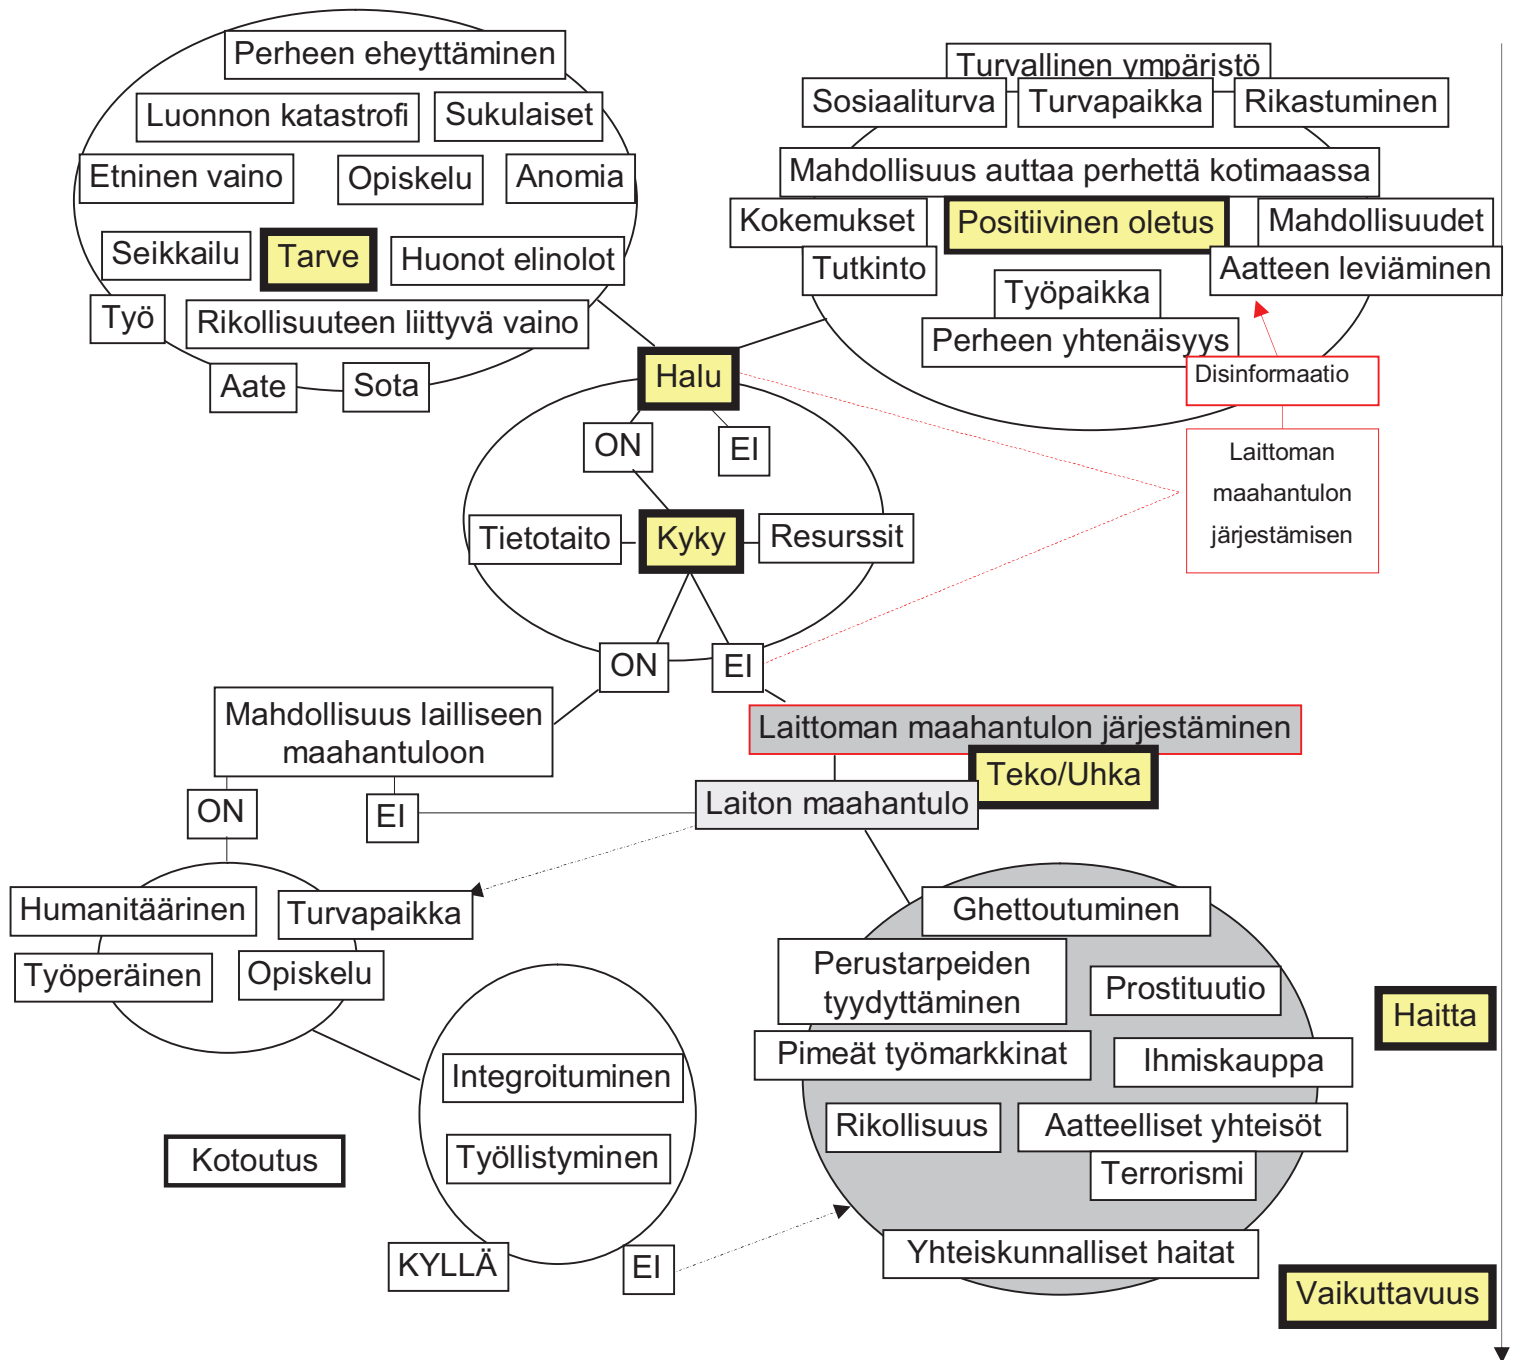 Perheen eheyttäminen
Luonnon katastrofi
Sukulaiset
Etninen vaino
Opiskelu
Anomia
Seikkailu
Tarve
Huonot elinolot
Työ
Rikollisuuteen liittyvä vaino
Aate
Sota
Turvallinen ympäristö
Sosiaaliturva
Turvapaikka
Rikastuminen
Mahdollisuus auttaa perhettä kotimaassa
Kokemukset
Positiivinen oletus
Mahdollisuudet
Tutkinto
Aatteen leviäminen
Työpaikka
Perheen yhtenäisyys
Disinformaatio
Laittoman
maahantulon
järjestämisen
Halu
ON
EI
Tietotaito
Kyky
Resurssit
ON
EI
Mahdollisuus lailliseen
maahantuloon
Laittoman maahantulon järjestäminen
Teko/Uhka
Laiton maahantulo
ON
EI
Humanitäärinen
Turvapaikka
Työperäinen
Opiskelu
Integroituminen
Työllistyminen
Kotoutus
KYLLÄ
EI
Ghettoutuminen
Perustarpeiden
tyydyttäminen
Prostituutio
Pimeät työmarkkinat
Ihmiskauppa
Rikollisuus
Aatteelliset yhteisöt
Terrorismi
Yhteiskunnalliset haitat
Haitta
Vaikuttavuus